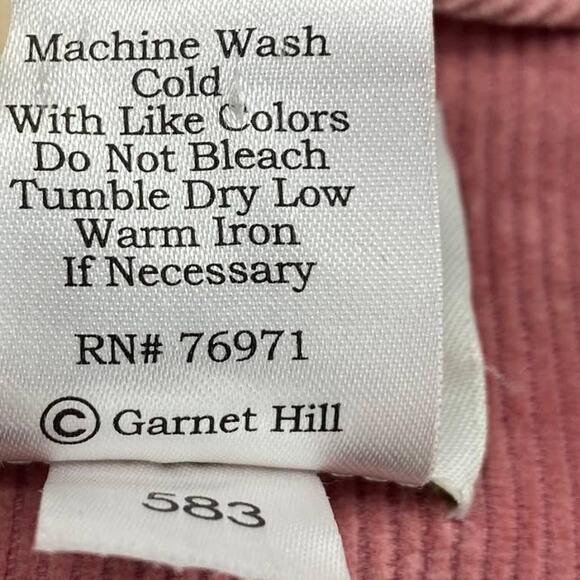 Machine Wash
Cold
With Like Colors
Do Not Bleach
Tumble Dry Low
Warm Iron
If Necessary
RN# 76971
© Garnet Hill
583